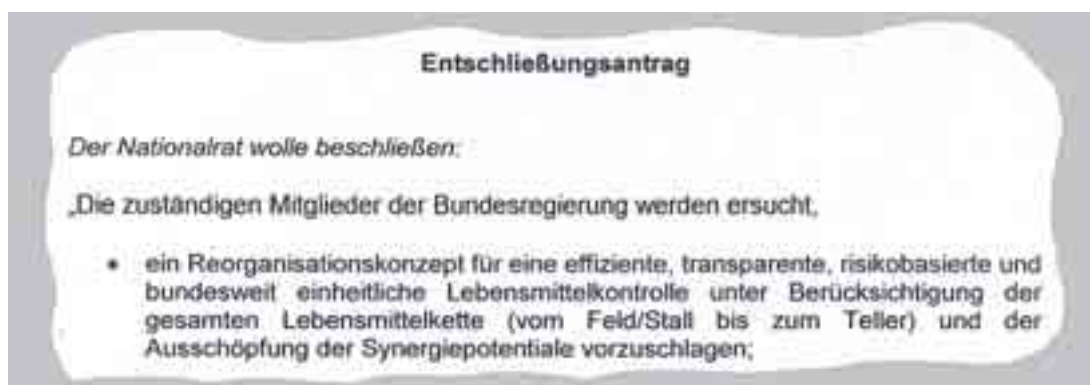 Entschließungsantrag
Der Nationalrat wolle beschließen:
„Die zuständigen Mitglieder der Bundesregierung werden ersucht,
• ein Reorganisationskonzept für eine effiziente, transparente, risikobasierte und
bundesweit einheitliche Lebensmittelkontrolle unter Berücksichtigung der
gesamten Lebensmittelkette (vom Feld/Stall bis zum Teller) und der
Ausschöpfung der Synergiepotentiale vorzuschlagen;